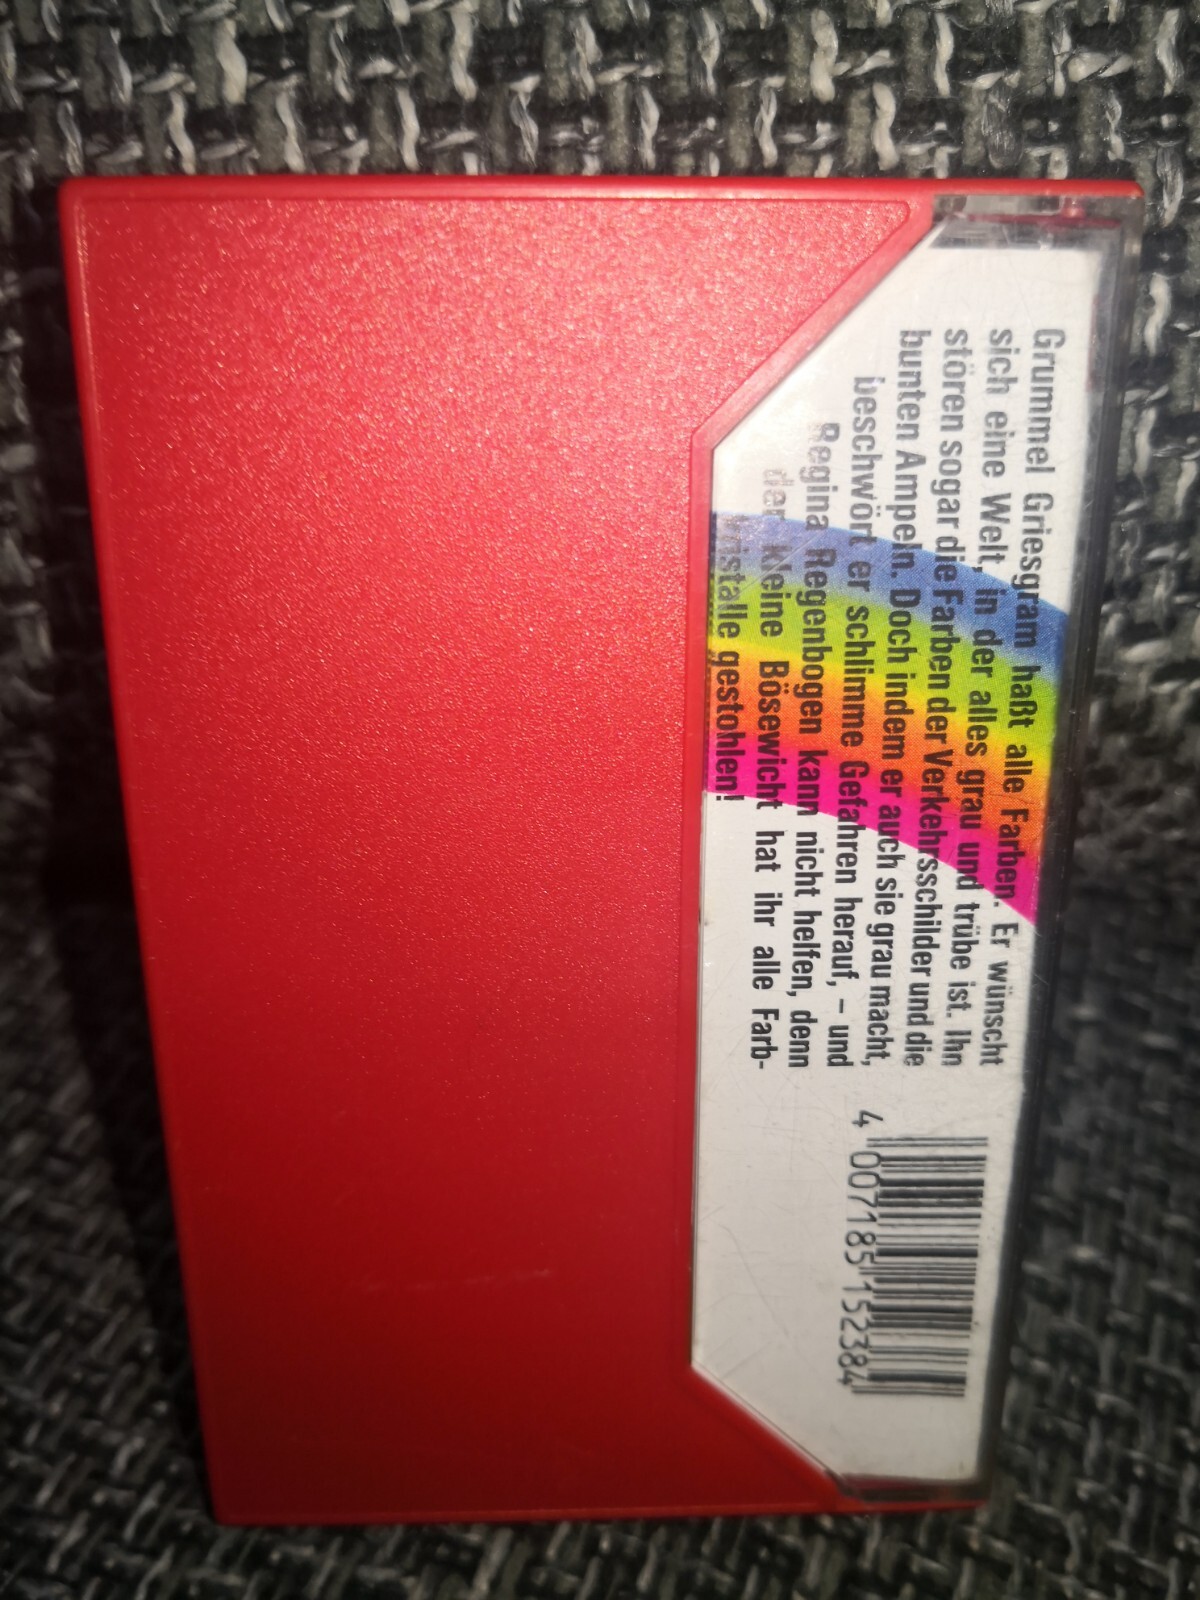 Grummel Griesgram haßt alle Farben. Er wünscht
sich eine Welt, in der alles grau und trübe ist. Ihn
stören sogar die Farben der Verkehrsschilder und die
bunten Ampeln. Doch indem er auch sie grau macht,
beschwört er schlimme Gefahren herauf, – und
Regina Regenbogen kann nicht helfen, denn
der kleine Bösewicht hat ihr alle Farb-
kristalle gestohlen!
4 007185 152384